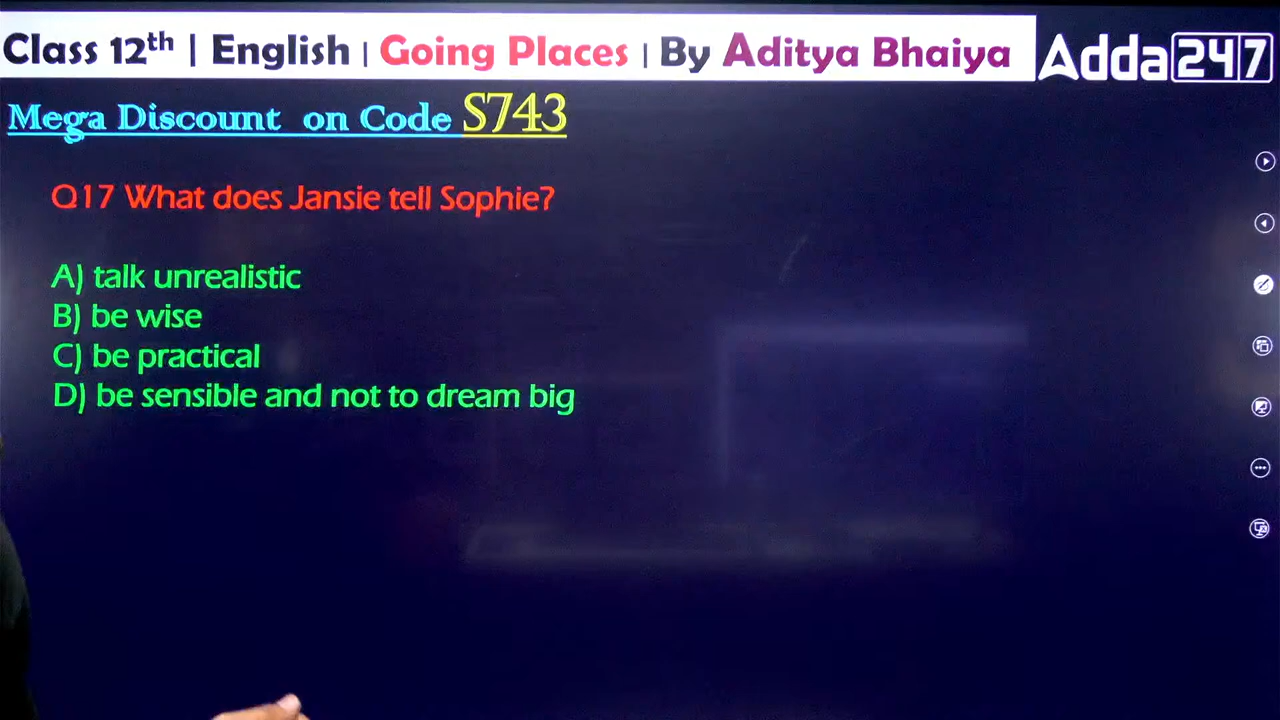 Class 12th | English | Going Places | By Aditya Bhaiya Adda247
Mega Discount on Code S743
Q17 What does Jansie tell Sophie?
A) talk unrealistic
B) be wise
C) be practical
D) be sensible and not to dream big